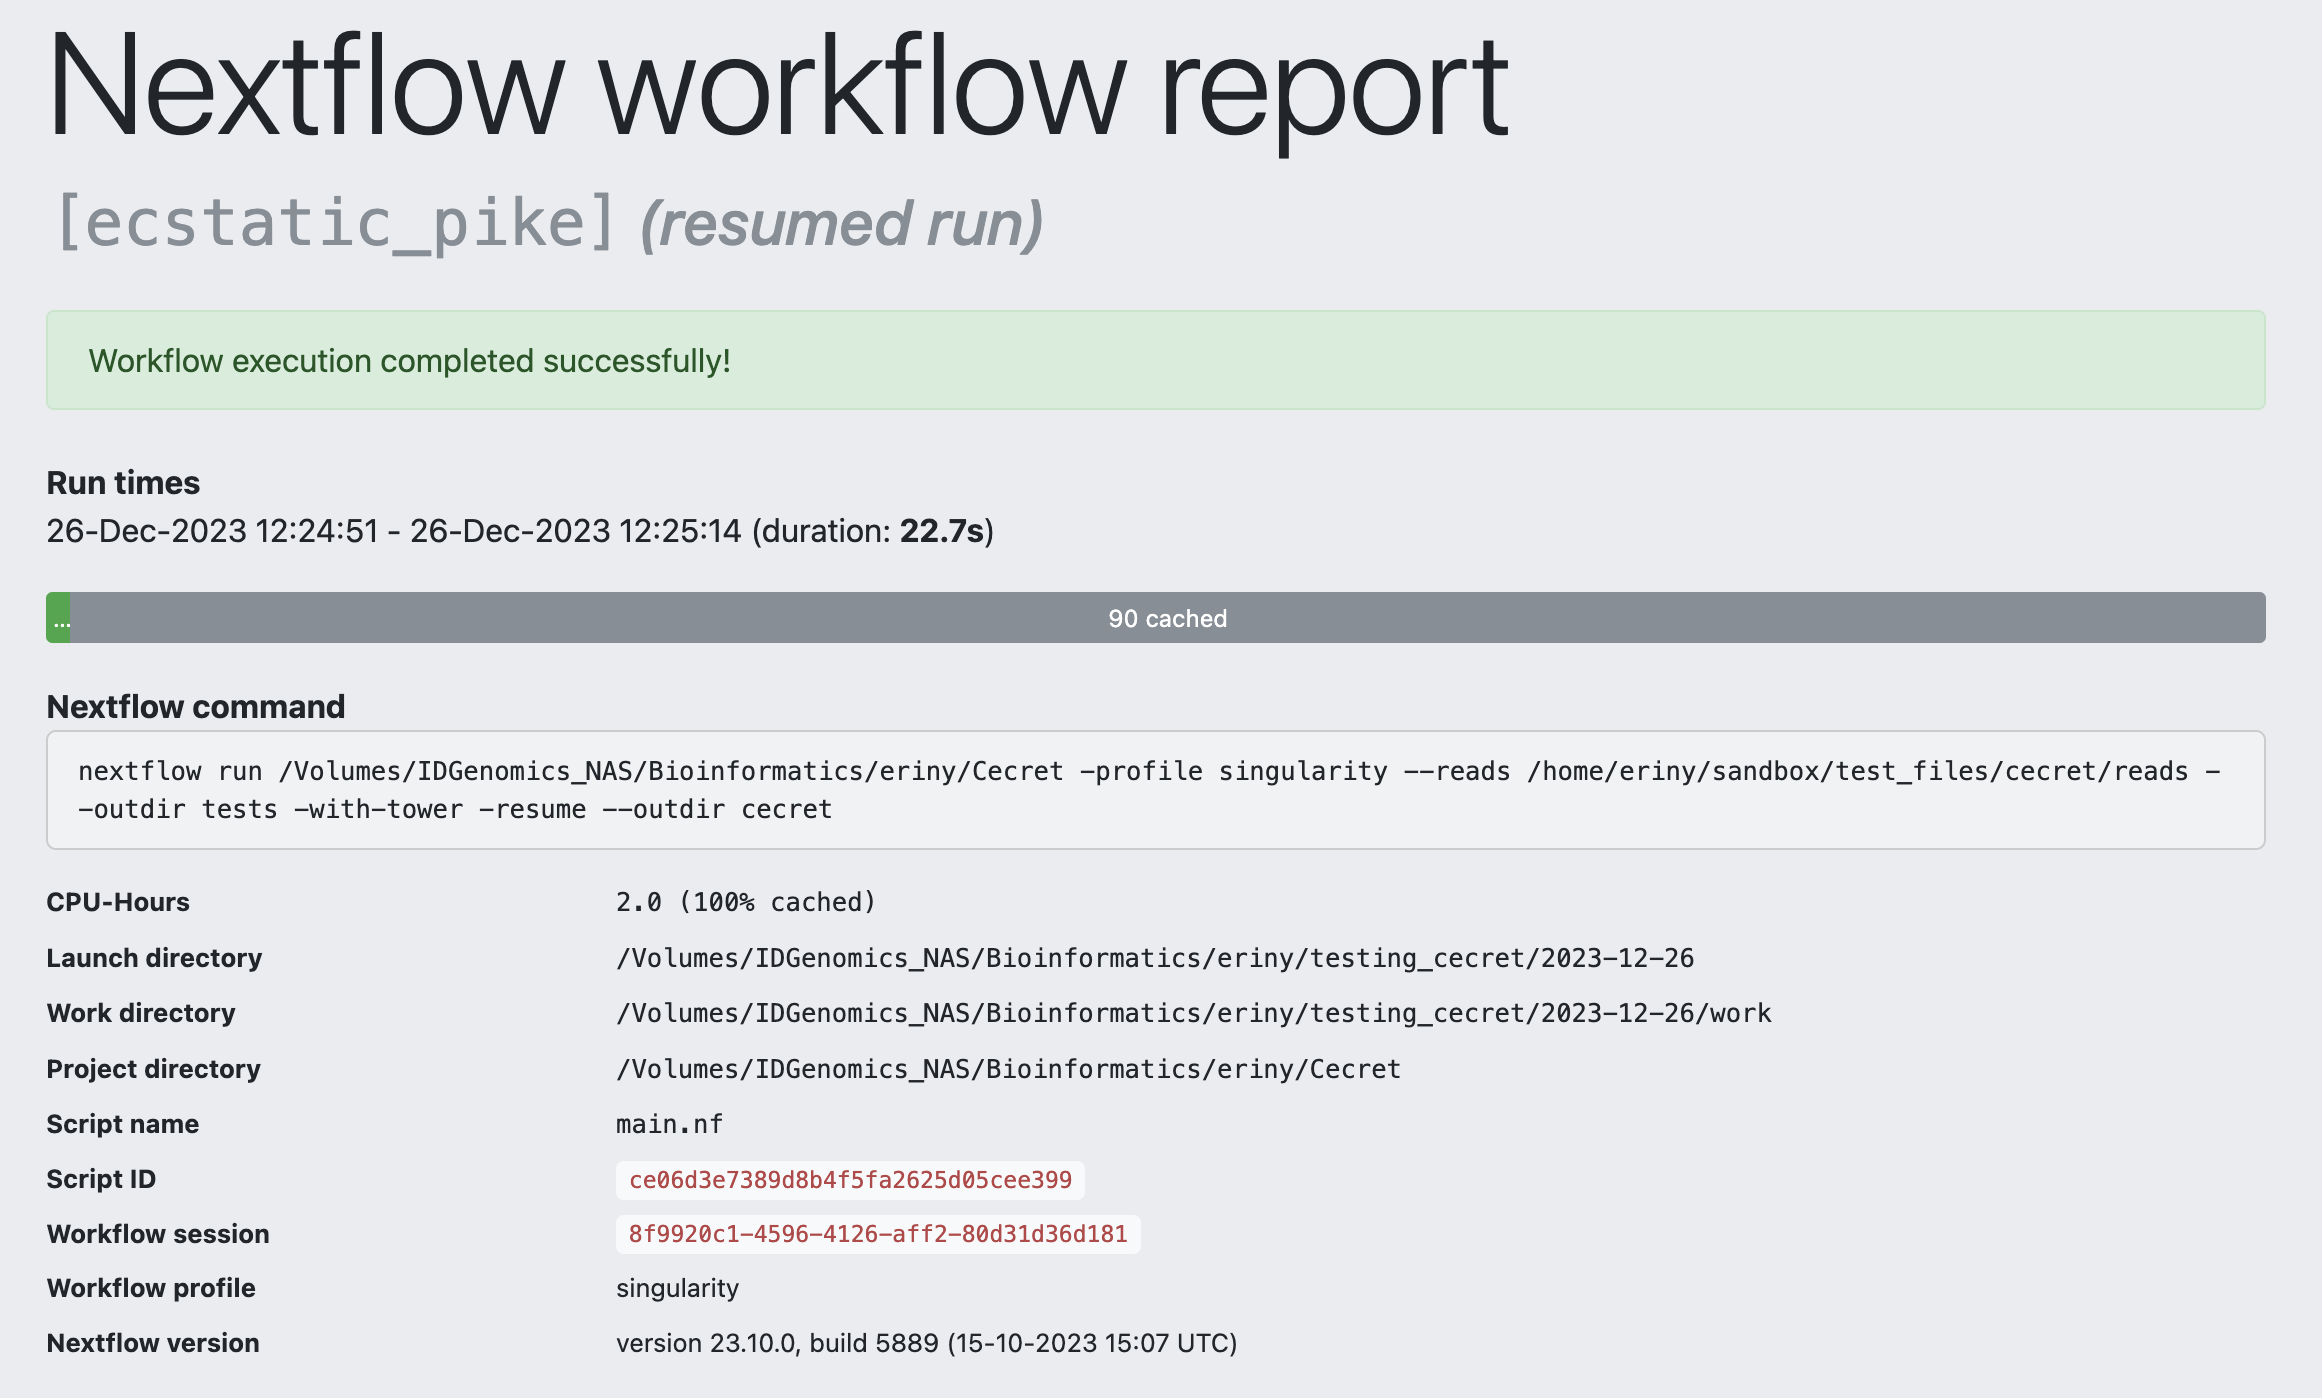 Nextflow workflow report
[ecstatic_pike] (resumed run)
Workflow execution completed successfully!
Run times
26-Dec-2023 12:24:51 - 26-Dec-2023 12:25:14 (duration: 22.7s)
... 90 cached
Nextflow command
nextflow run /Volumes/IDGenomics_NAS/Bioinformatics/eriny/Cecret -profile singularity --reads /home/eriny/sandbox/test_files/cecret/reads -
-outdir tests -with-tower -resume --outdir cecret
CPU-Hours 2.0 (100% cached)
Launch directory /Volumes/IDGenomics_NAS/Bioinformatics/eriny/testing_cecret/2023-12-26
Work directory /Volumes/IDGenomics_NAS/Bioinformatics/eriny/testing_cecret/2023-12-26/work
Project directory /Volumes/IDGenomics_NAS/Bioinformatics/eriny/Cecret
Script name main.nf
Script ID ce06d3e7389d8b4f5fa2625d05cee399
Workflow session 8f9920c1-4596-4126-aff2-80d31d36d181
Workflow profile singularity
Nextflow version version 23.10.0, build 5889 (15-10-2023 15:07 UTC)